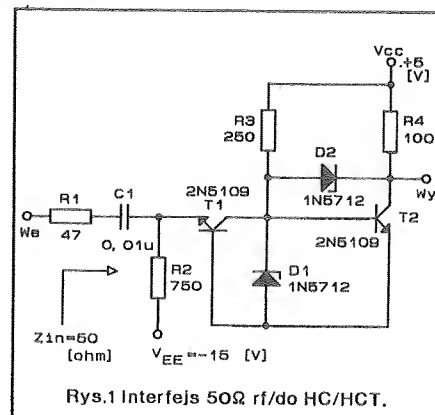 Vcc
+5
[V]
R3
250
R4
100
D2
1N5712
Wy
2N5109
T1
R1
47
C1
0,01u
We
T2
2N5109
R2
750
D1
1N5712
Zin=50
[ohm]
VEE=-15 [V]
Rys.1 Interfejs 50Ω rf/do HC/HCT.